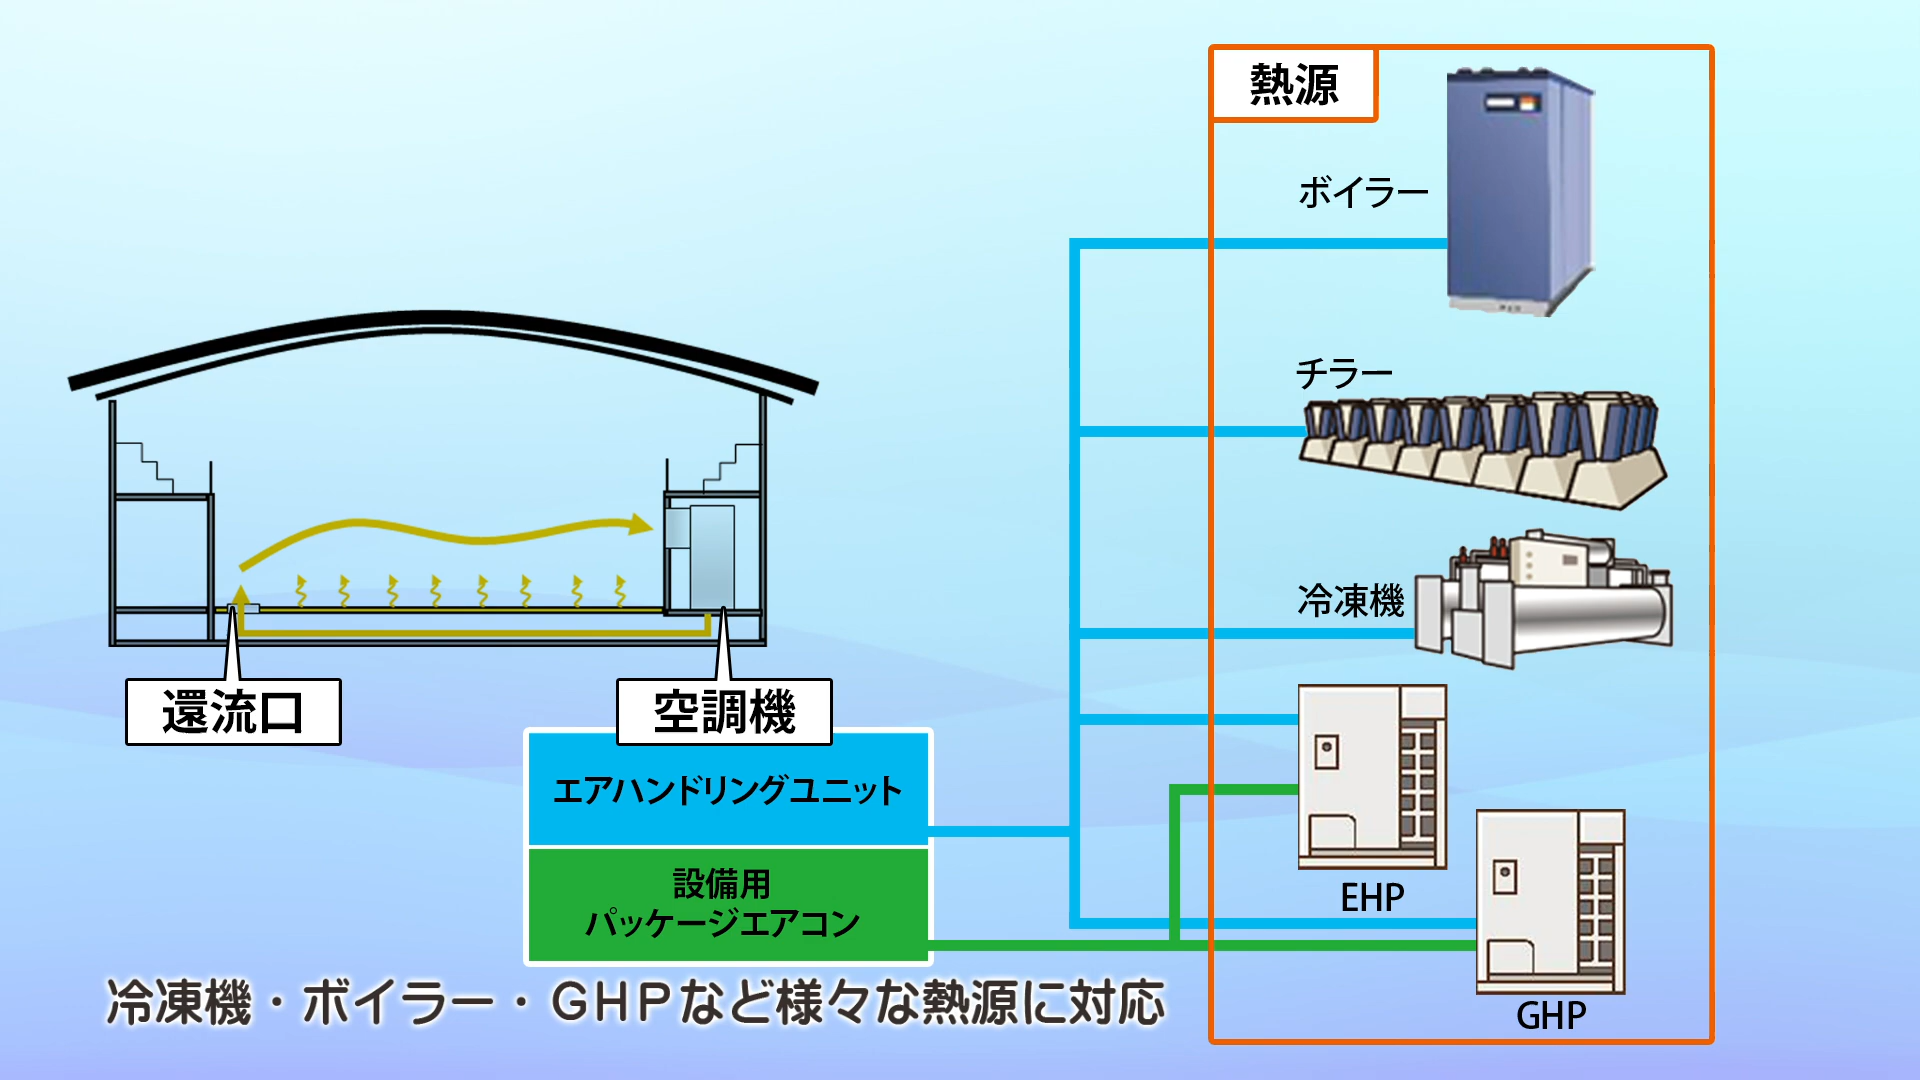 熱源
ボイラー
チラー
冷凍機
還流口
空調機
エアハンドリングユニット
設備用
パッケージエアコン
EHP
GHP
冷凍機・ボイラー・GHPなど様々な熱源に対応